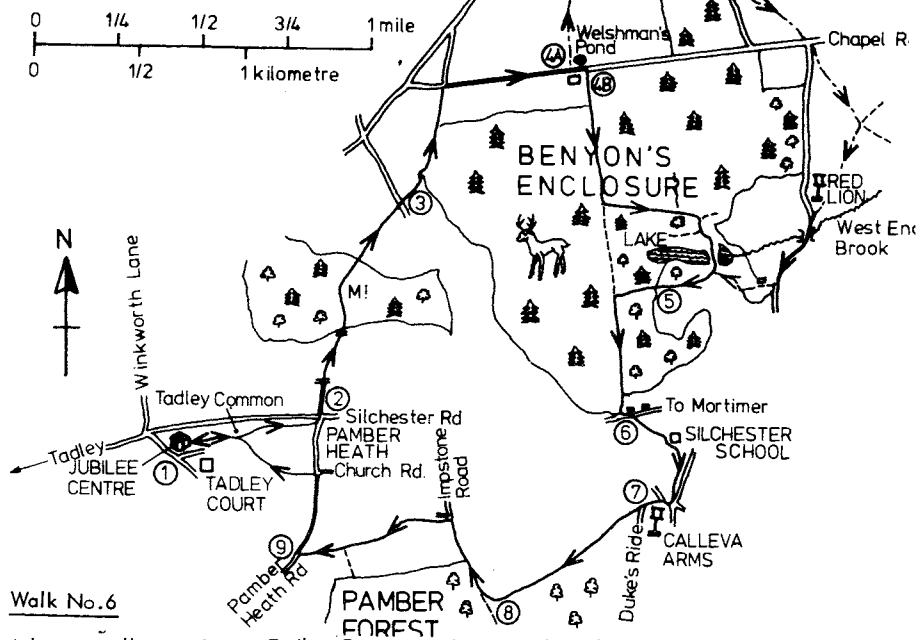 0 1/4 1/2 3/4 1 mile
0 1/2 1 kilometre
Welshman's
Pond
4A
4B
Chapel R
BENYON'S
ENCLOSURE
3
RED
LION
West En
Brook
LAKE
N
Winkworth Lane
M!
5
Tadley Common
2
Silchester Rd
To Mortimer
6
Tadley
JUBILEE
CENTRE
1
TADLEY
COURT
PAMBER
HEATH
Church Rd.
Impstone
Road
SILCHESTER
SCHOOL
7
CALLEVA
ARMS
Duke's Ride
9
Pamber
Heath Rd
8
PAMBER
FOREST
Walk No.6